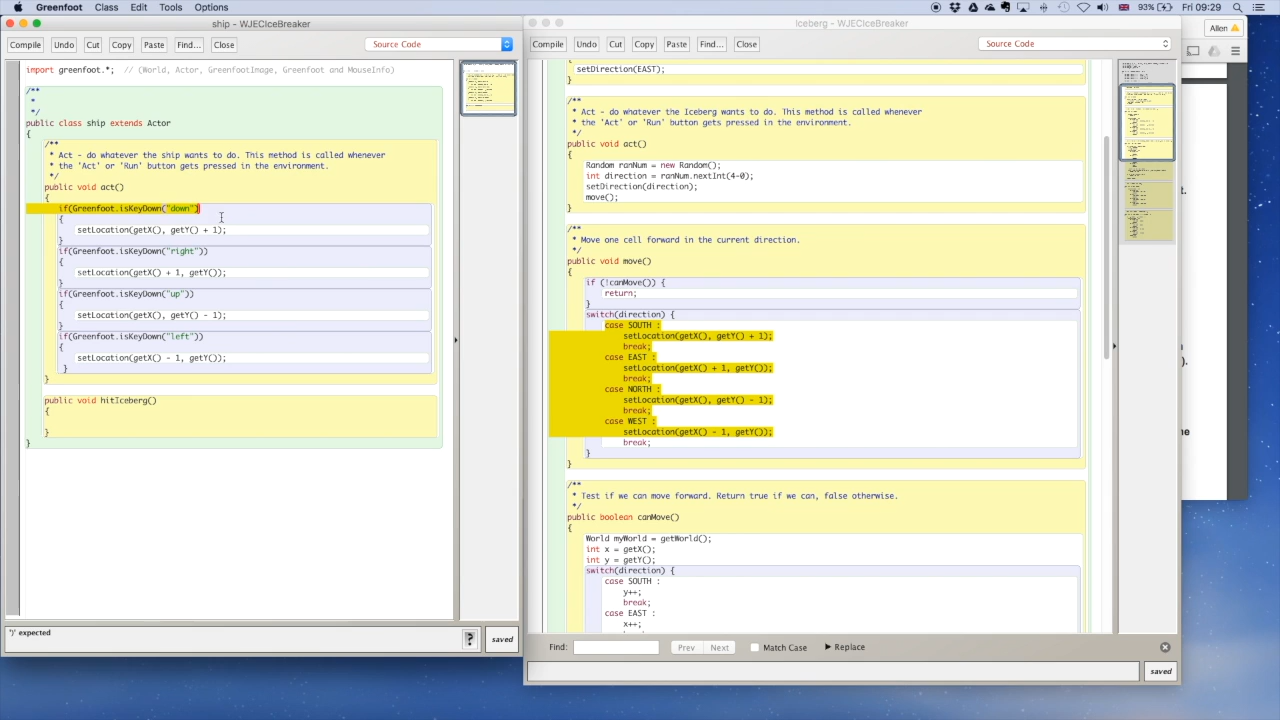 Greenfoot Class Edit Tools Options 93% Fri 09:29
ship - WJECIceBreaker
Compile Undo Cut Copy Paste Find... Close Source Code
import greenfoot.*; // (World, Actor, GreenfootImage, Greenfoot and MouseInfo)
/**
*
*/
public class ship extends Actor
{
/**
* Act - do whatever the ship wants to do. This method is called whenever
* the 'Act' or 'Run' button gets pressed in the environment.
*/
public void act()
{
if(Greenfoot.isKeyDown("down")
{
setLocation(getX(), getY() + 1);
}
if(Greenfoot.isKeyDown("right"))
{
setLocation(getX() + 1, getY());
}
if(Greenfoot.isKeyDown("up"))
{
setLocation(getX(), getY() - 1);
}
if(Greenfoot.isKeyDown("left"))
{
setLocation(getX() - 1, getY());
}
}
public void hitIceberg()
{
}
}
')' expected
?
saved
Iceberg - WJECIceBreaker
Compile Undo Cut Copy Paste Find... Close Source Code
setDirection(EAST);
}
/**
* Act - do whatever the Iceberg wants to do. This method is called whenever
* the 'Act' or 'Run' button gets pressed in the environment.
*/
public void act()
{
Random ranNum = new Random();
int direction = ranNum.nextInt(4-0);
setDirection(direction);
move();
}
/**
* Move one cell forward in the current direction.
*/
public void move()
{
if (!canMove()) {
return;
}
switch(direction) {
case SOUTH :
setLocation(getX(), getY() + 1);
break;
case EAST :
setLocation(getX() + 1, getY());
break;
case NORTH :
setLocation(getX(), getY() - 1);
break;
case WEST :
setLocation(getX() - 1, getY());
break;
}
}
/**
* Test if we can move forward. Return true if we can, false otherwise.
*/
public boolean canMove()
{
World myWorld = getWorld();
int x = getX();
int y = getY();
switch(direction) {
case SOUTH :
y++;
break;
case EAST :
x++;
break;
Find: Prev Next Match Case Replace
saved
Allen
t.
).
he